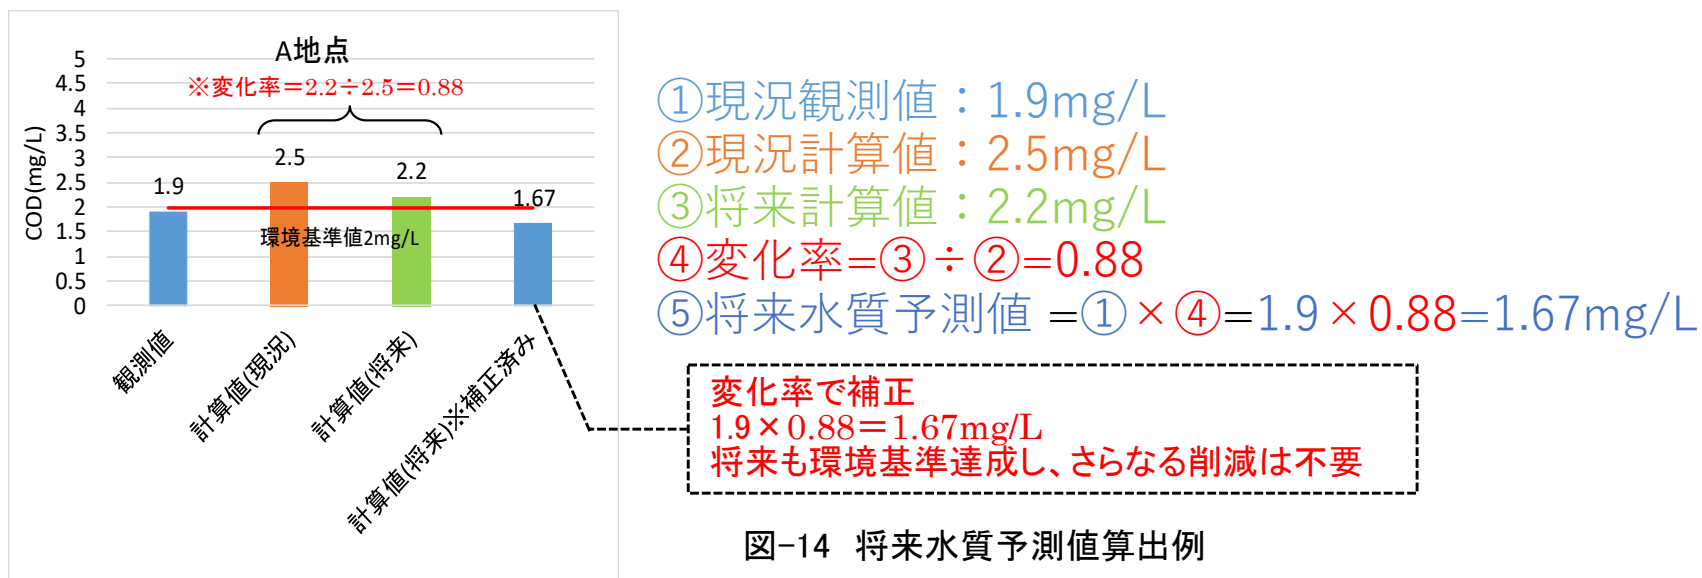 A地点
※変化率=2.2÷2.5=0.88
COD(mg/L)
5
4.5
4
3.5
3
2.5
2
1.5
1
0.5
0
1.9
2.5
2.2
1.67
環境基準値2mg/L
観測値
計算値(現況)
計算値(将来)
計算値(将来)※補正済み
①現況観測値：1.9mg/L
②現況計算値：2.5mg/L
③将来計算値：2.2mg/L
④変化率=③÷②=0.88
⑤将来水質予測値 =①×④=1.9×0.88=1.67mg/L
変化率で補正
1.9×0.88=1.67mg/L
将来も環境基準達成し、さらなる削減は不要
図-14 将来水質予測値算出例